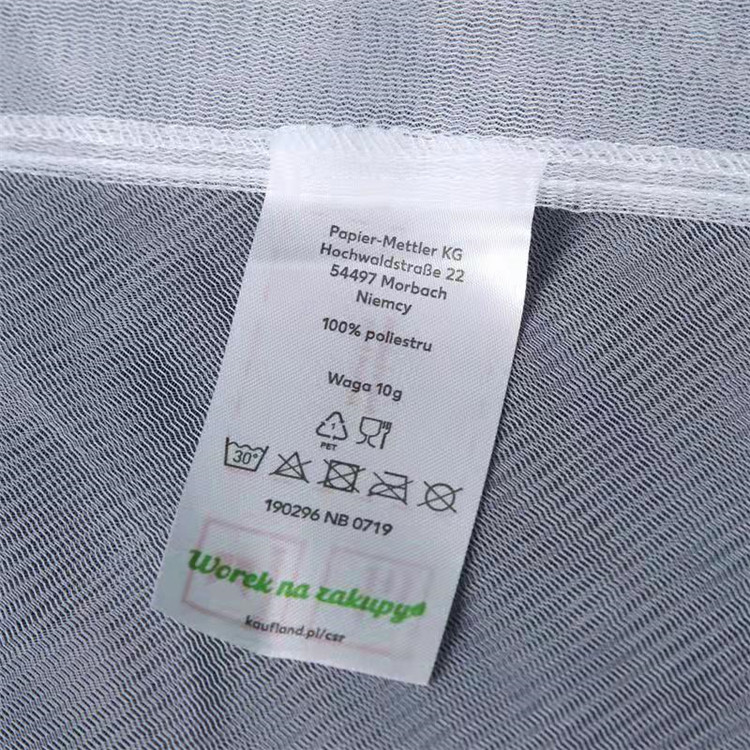 Papier-Mettler KG
Hochwaldstraße 22
54497 Morbach
Niemcy
100% poliestru
Waga 10g
1
PET
30°
190296 NB 0719
Worek na zakupy
kaufland.pl/csr